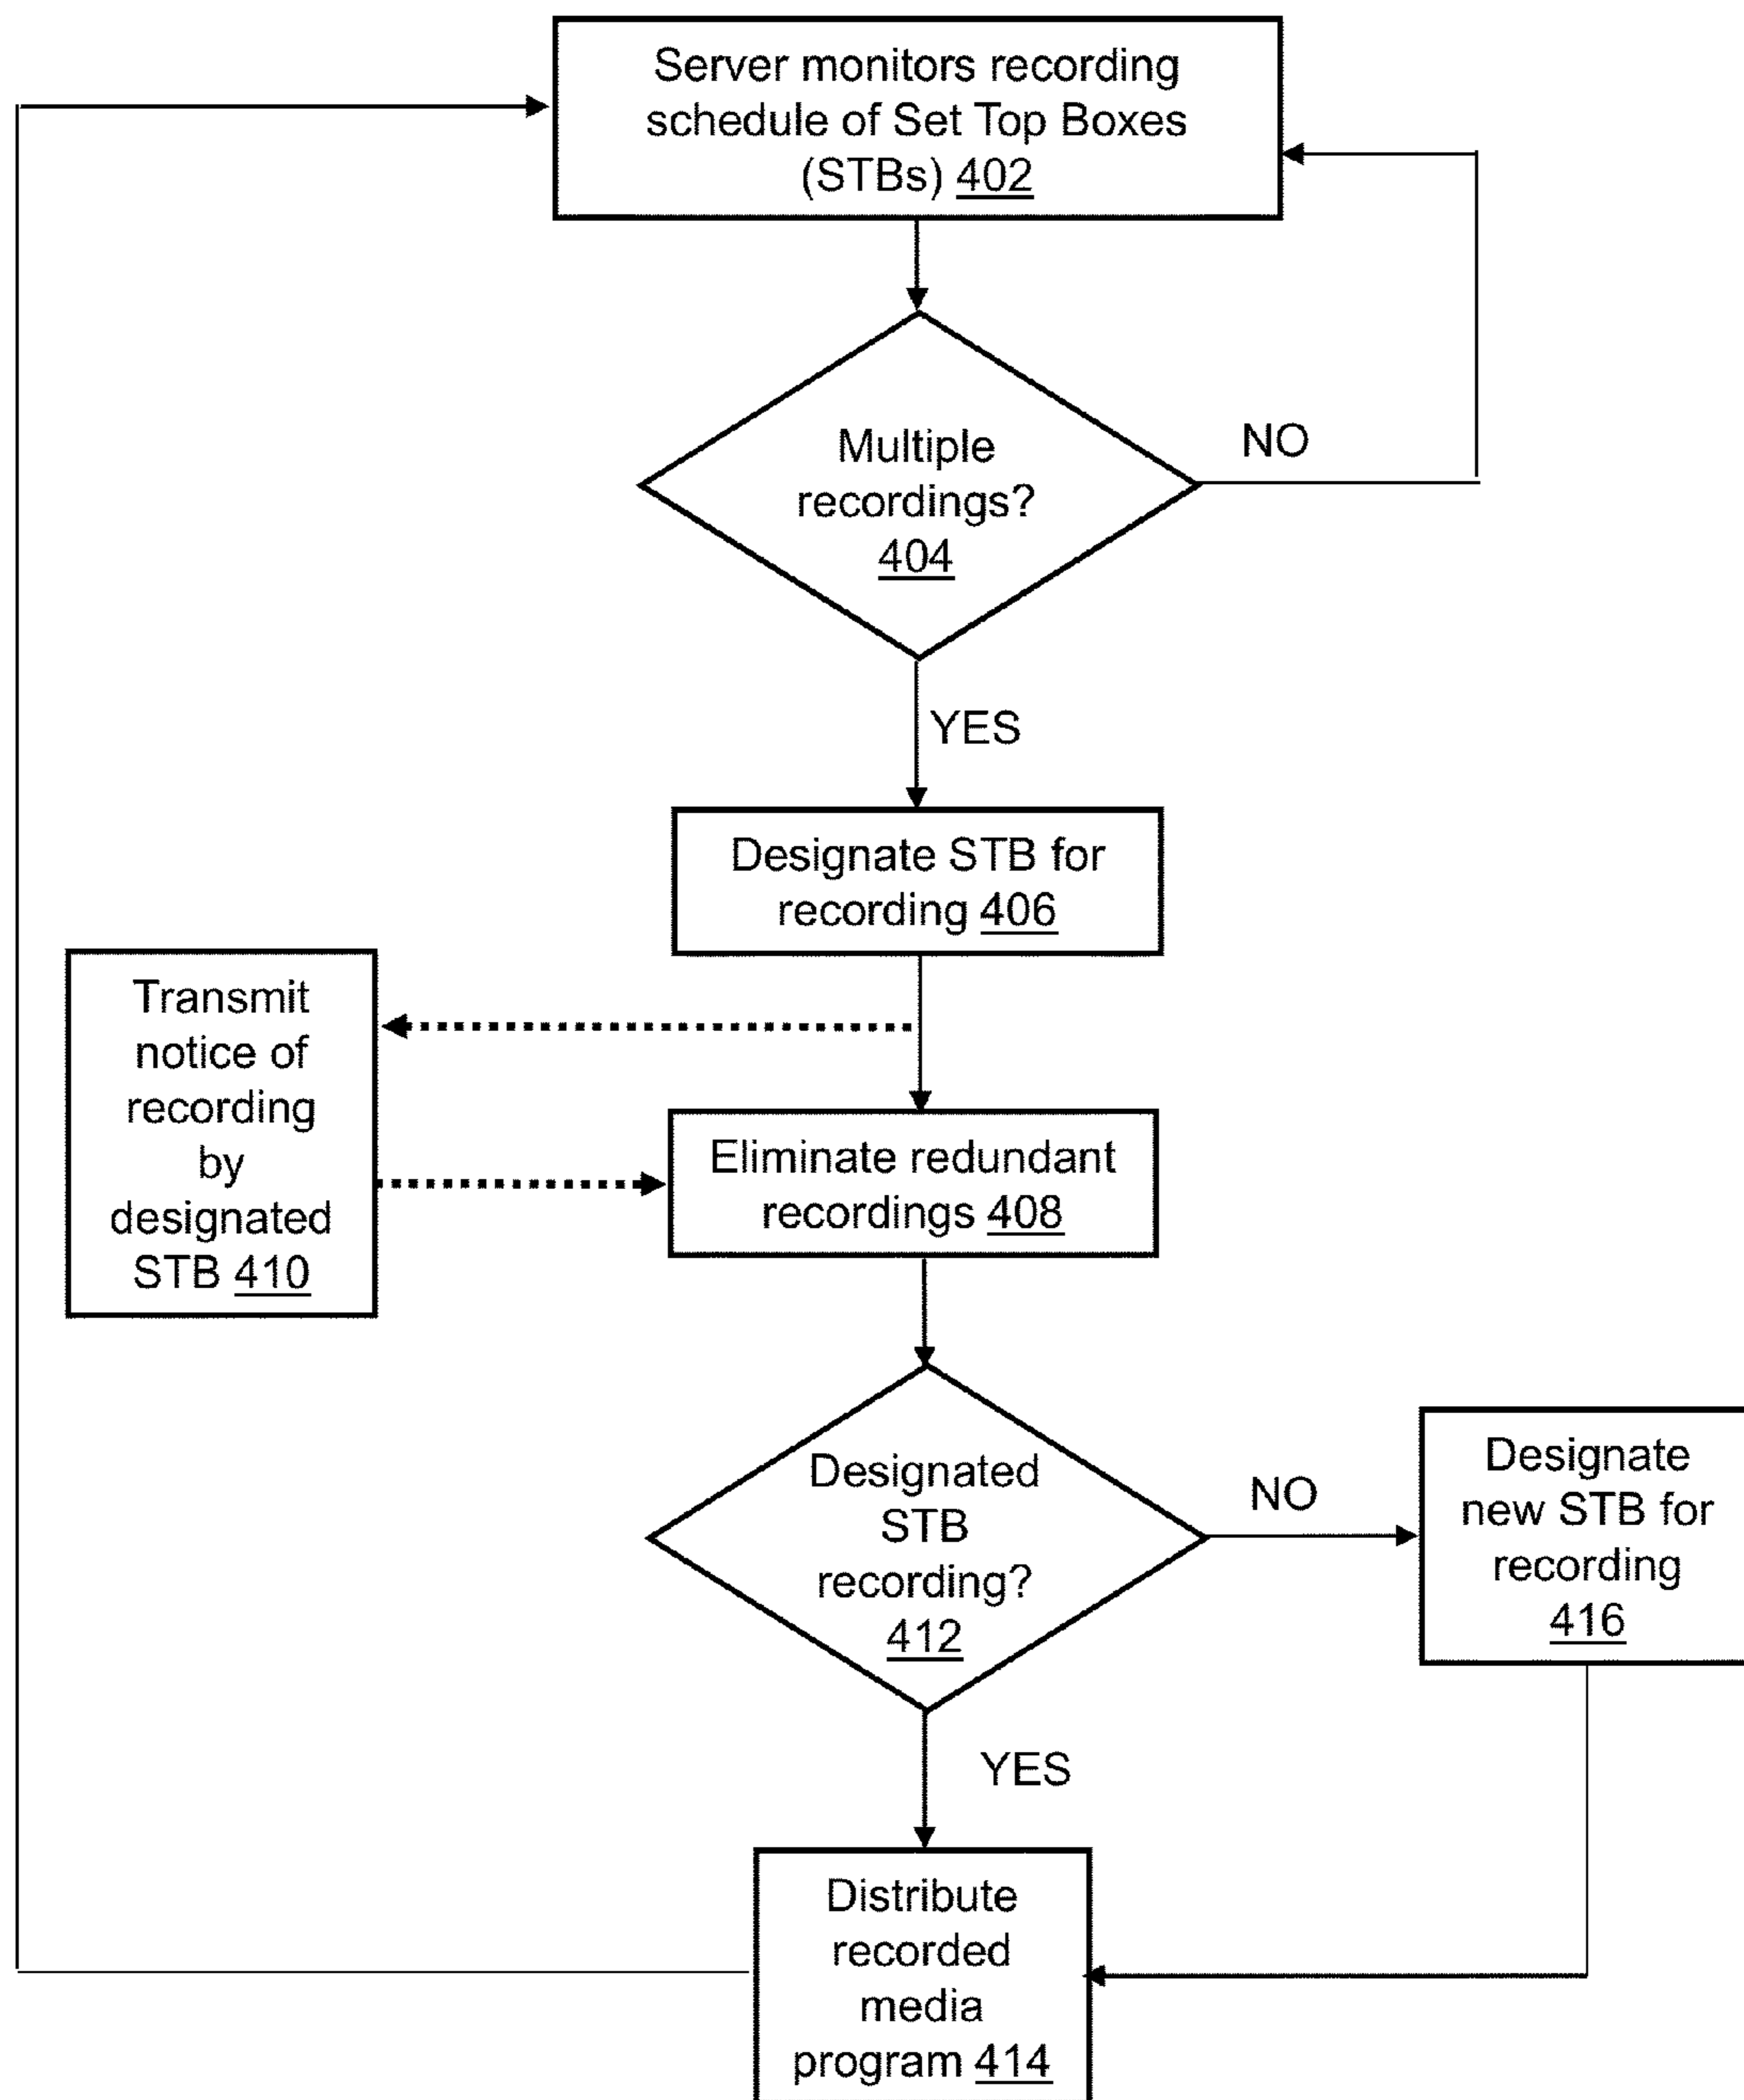 Server monitors recording
schedule of Set Top Boxes
(STBs) 402
Multiple
recordings?
404
NO
YES
Designate STB for
recording 406
Transmit
notice of
recording
by
designated
STB 410
Eliminate redundant
recordings 408
Designated
STB
recording?
412
NO
Designate
new STB for
recording
416
YES
Distribute
recorded
media
program 414